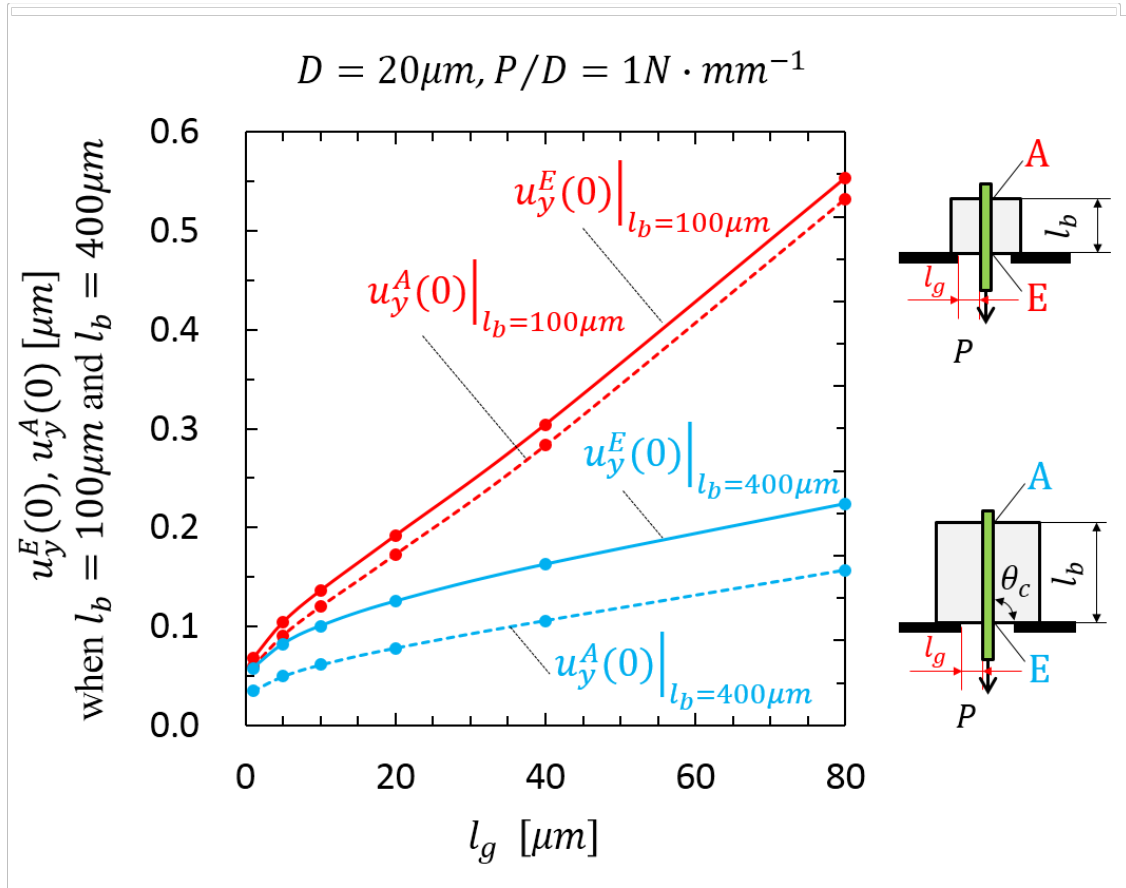 D = 20μm, P/D = 1N · mm⁻¹
u_y^E(0), u_y^A(0) [μm]
when l_b = 100μm and l_b = 400μm
0.6
0.5
0.4
0.3
0.2
0.1
0.0
0
20
40
60
80
l_g [μm]
u_y^E(0)|_{l_b=100μm}
u_y^A(0)|_{l_b=100μm}
u_y^E(0)|_{l_b=400μm}
u_y^A(0)|_{l_b=400μm}
A
l_b
l_g
E
P
A
l_b
θ_c
l_g
E
P